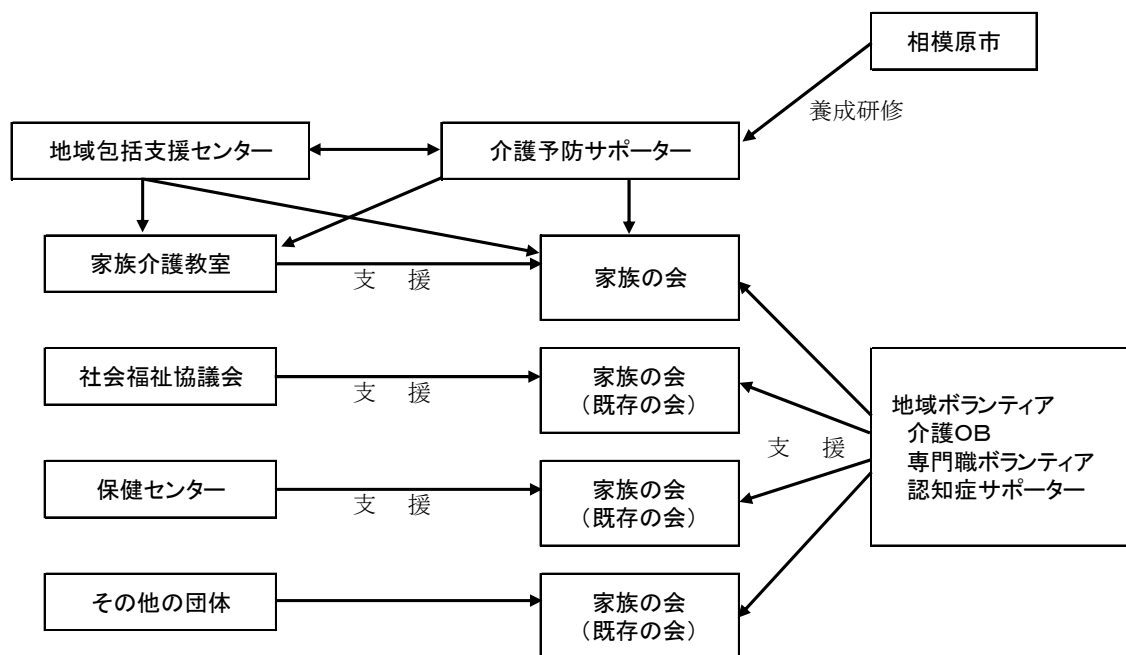 相模原市
養成研修
地域包括支援センター
介護予防サポーター
家族介護教室
支 援
家族の会
社会福祉協議会
支 援
家族の会
（既存の会）
地域ボランティア
介護OB
専門職ボランティア
認知症サポーター
支 援
保健センター
支 援
家族の会
（既存の会）
その他の団体
家族の会
（既存の会）